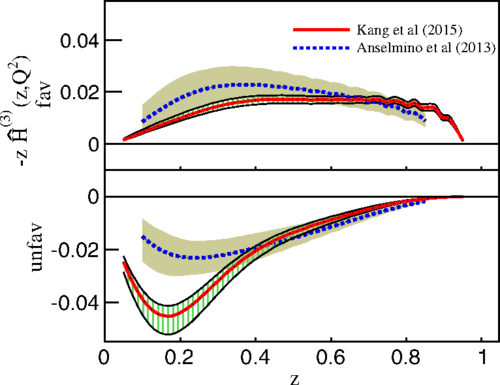 Kang et al (2015)
Anselmino et al (2013)
0.04
0.02
0
0
-0.02
-0.04
0 0.2 0.4 0.6 0.8 1
z
-z Ĥ⁽³⁾ (z,Q²)
fav
unfav